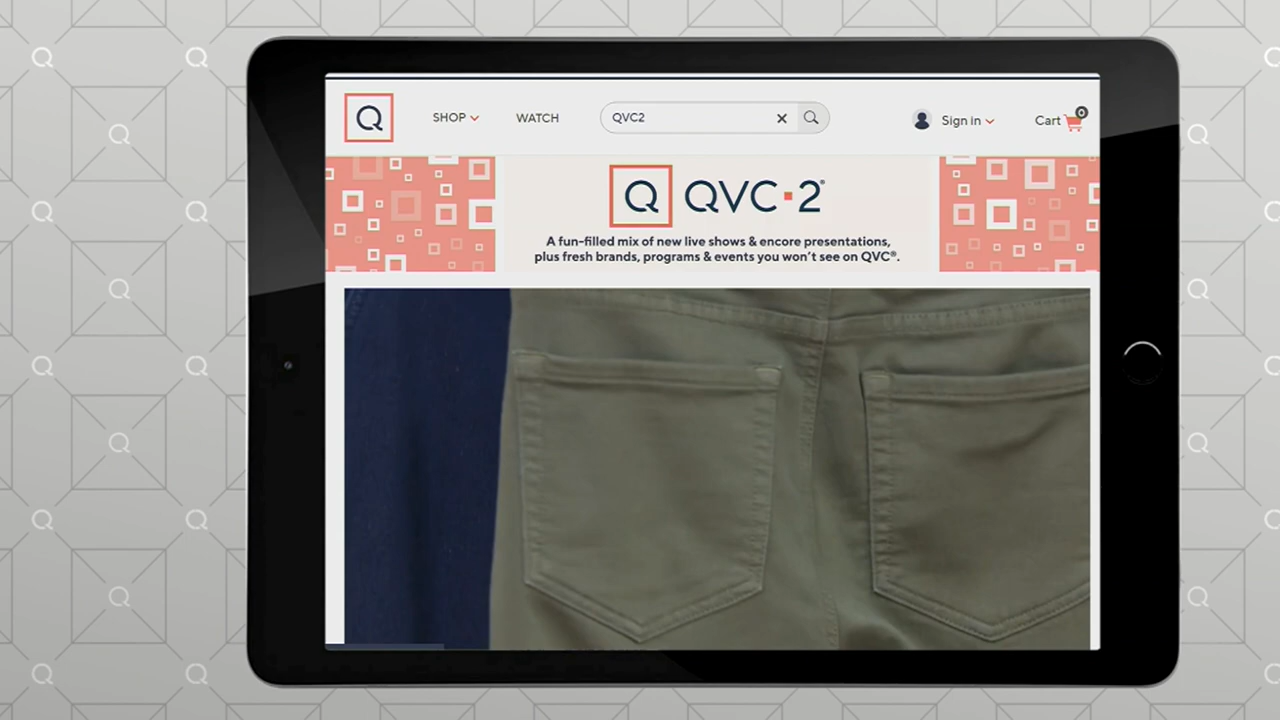 Q
SHOP
WATCH
QVC2
Sign in
Cart
0
Q QVC·2®
A fun-filled mix of new live shows & encore presentations,
plus fresh brands, programs & events you won't see on QVC®.